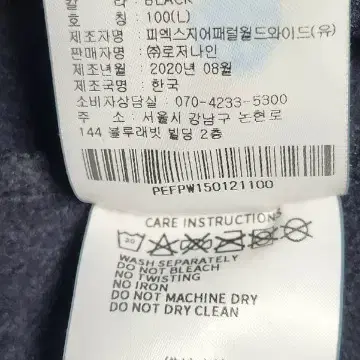 칼 라 : BLACK
호 칭 : 100(L)
제조자명 : 피엑스지어패럴월드와이드(유)
판매자명 : ㈜로저나인
제조년월 : 2020년 08월
제조국명 : 한국
소비자상담실 : 070-4233-5300
주 소 : 서울시 강남구 논현로
144 블루래빗 빌딩 2층
PEFPW150121100
CARE INSTRUCTIONS
WASH SEPARATELY
DO NOT BLEACH
NO TWISTING
NO IRON
DO NOT MACHINE DRY
DO NOT DRY CLEAN